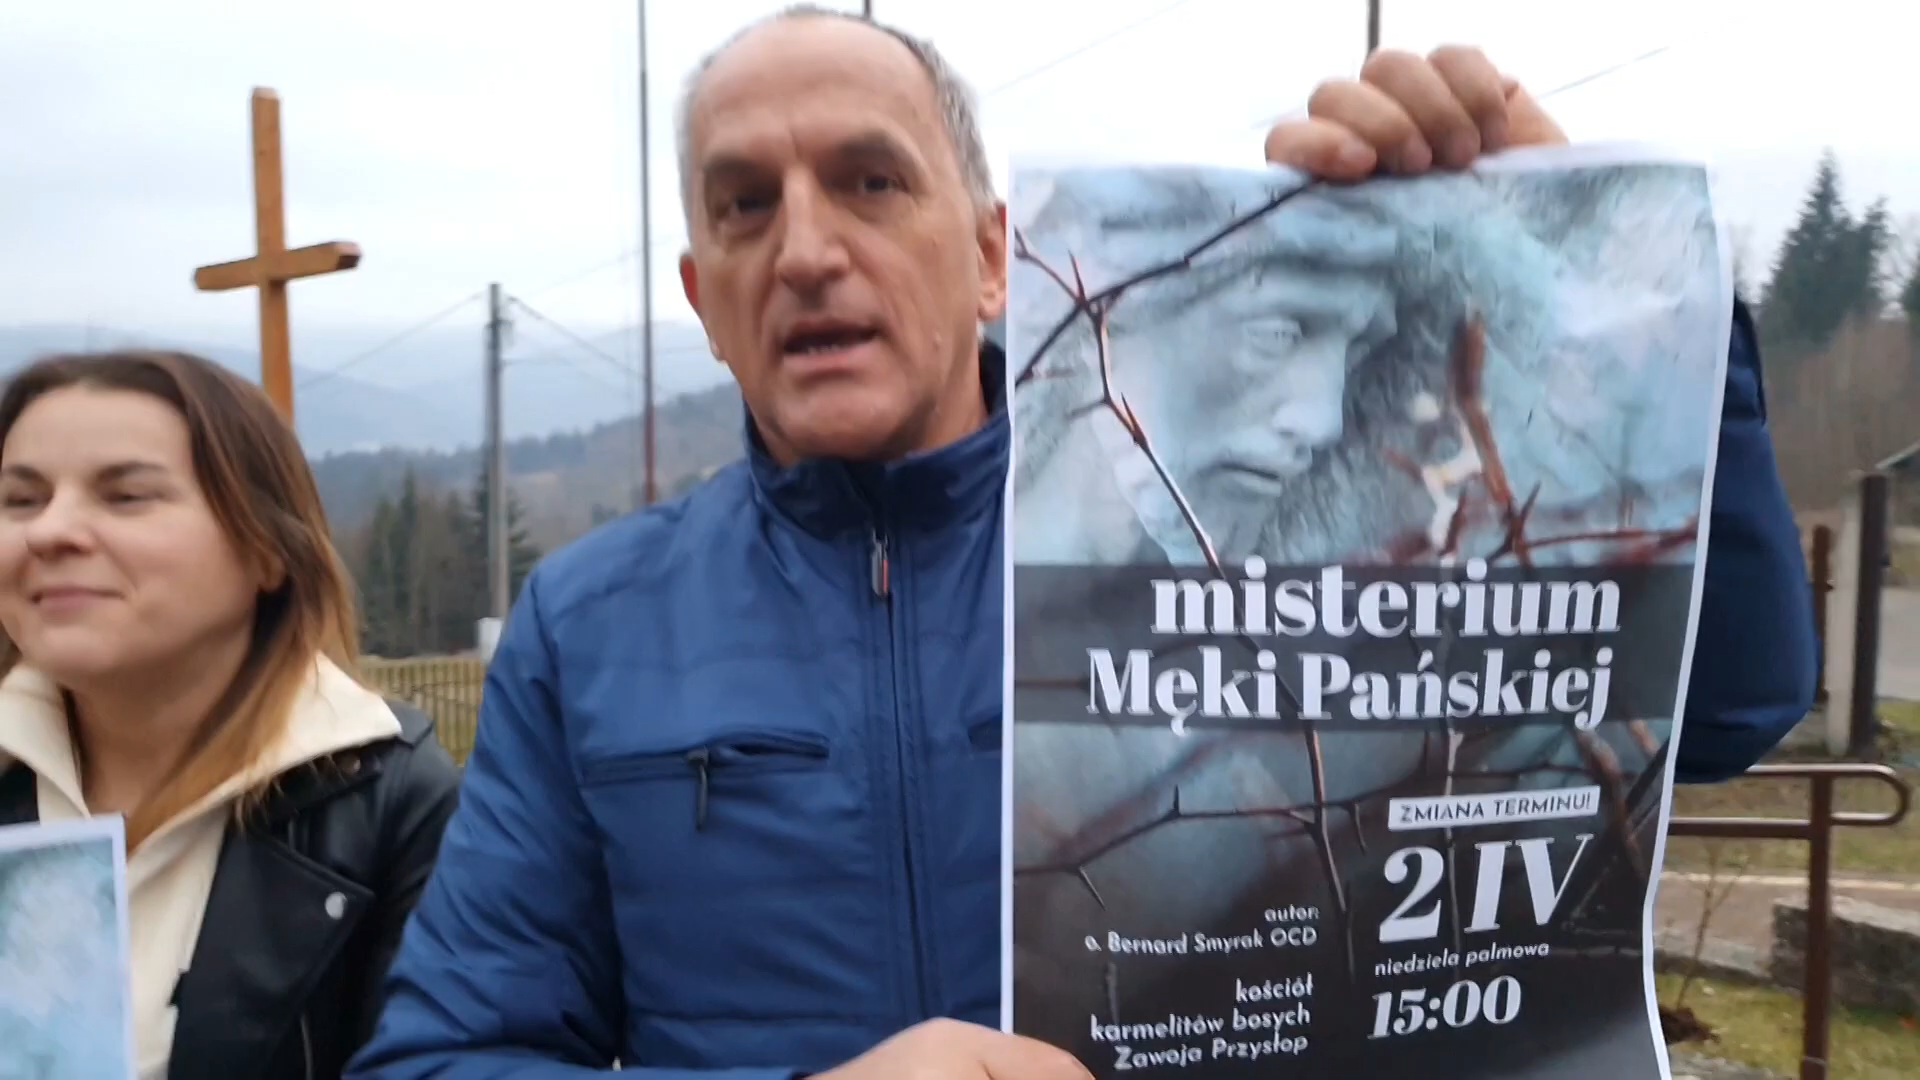 misterium
Męki Pańskiej
ZMIANA TERMINU!
2 IV
niedziela palmowa
15:00
autor:
o. Bernard Smyrak OCD
kościół
karmelitów bosych
Zawoja Przysłop